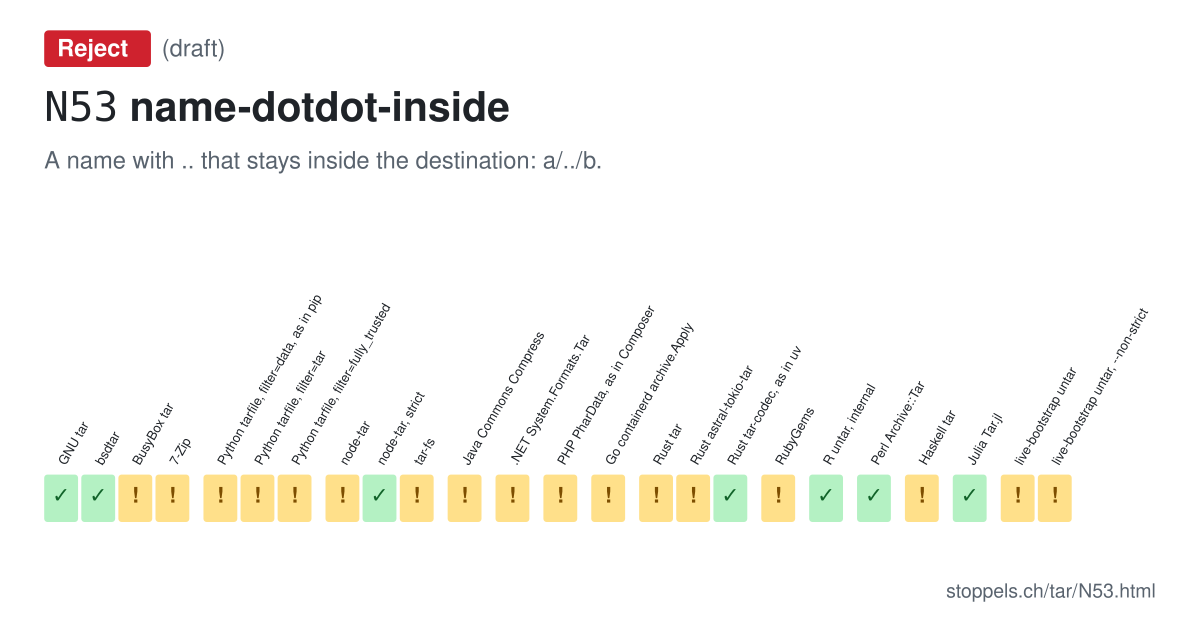 Reject (draft)
N53 name-dotdot-inside
A name with .. that stays inside the destination: a/../b.
GNU tar
bsdtar
BusyBox tar
7-Zip
Python tarfile, filter=data, as in pip
Python tarfile, filter=tar
Python tarfile, filter=fully_trusted
node-tar
node-tar, strict
tar-fs
Java Commons Compress
.NET System.Formats.Tar
PHP PharData, as in Composer
Go containerd archive.Apply
Rust tar
Rust astral-tokio-tar
Rust tar-codec, as in uv
RubyGems
R untar, internal
Perl Archive::Tar
Haskell tar
Julia Tar.jl
live-bootstrap untar
live-bootstrap untar, --non-strict
✓ ✓ ! ! ! ! ! ! ✓ ! ! ! ! ! ! ! ✓ ! ✓ ✓ ! ✓ ! !
stoppels.ch/tar/N53.html